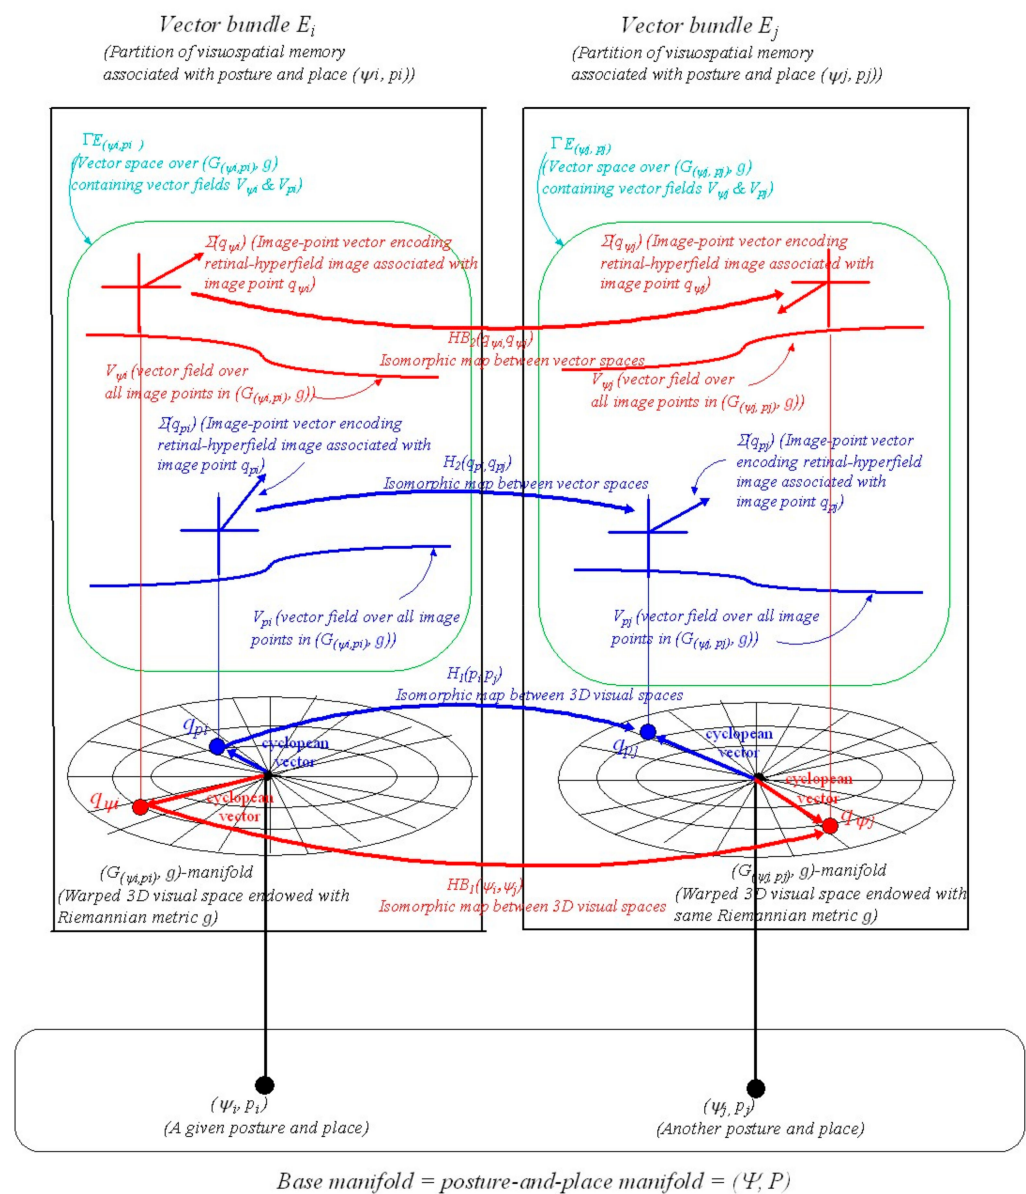 Vector bundle Ei
(Partition of visuospatial memory
associated with posture and place (ψi, pi))
Vector bundle Ej
(Partition of visuospatial memory
associated with posture and place (ψj, pj))
ΓE(ψi,pi)
(Vector space over (G(ψi,pi), g)
containing vector fields Vψi & Vpi)
ΓE(ψj, pj)
(Vector space over (G(ψj, pj), g)
containing vector fields Vψj & Vpj)
Σ(qψi) (Image-point vector encoding
retinal-hyperfield image associated with
image point qψi)
Σ(qψj) (Image-point vector encoding
retinal-hyperfield image associated with
image point qψj)
HB2(qψi,qψj)
Isomorphic map between vector spaces
Vψi (vector field over
all image points in (G(ψi,pi), g))
Vψj (vector field over
all image points in (G(ψj, pj), g))
Σ(qpi) (Image-point vector encoding
retinal-hyperfield image associated with
image point qpi)
H2(qpi,qpj)
Isomorphic map between vector spaces
Σ(qpj) (Image-point vector
encoding retinal-hyperfield
image associated with
image point qpj)
Vpi (vector field over all image
points in (G(ψi,pi), g))
Vpj (vector field over all image
points in (G(ψj, pj), g))
H1(pi,pj)
Isomorphic map between 3D visual spaces
qpi
cyclopean
vector
qψi
cyclopean
vector
qpj
cyclopean
vector
cyclopean
vector
qψj
(G(ψi,pi), g)-manifold
(Warped 3D visual space endowed with
Riemannian metric g)
HB1(ψi,ψj)
Isomorphic map between 3D visual spaces
(G(ψj,pj), g)-manifold
(Warped 3D visual space endowed with
same Riemannian metric g)
(ψi, pi)
(A given posture and place)
(ψj, pj)
(Another posture and place)
Base manifold = posture-and-place manifold = (Ψ, P)